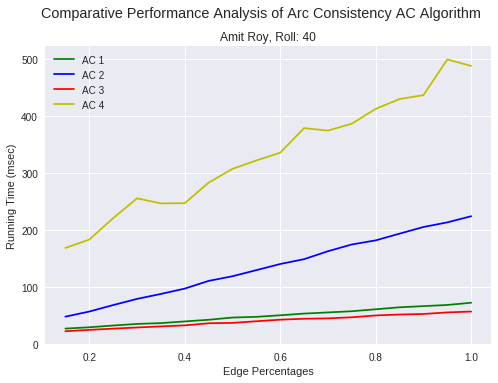 Comparative Performance Analysis of Arc Consistency AC Algorithm
Amit Roy, Roll: 40
AC 1
AC 2
AC 3
AC 4
500
400
300
200
100
0
Running Time (msec)
0.2 0.4 0.6 0.8 1.0
Edge Percentages